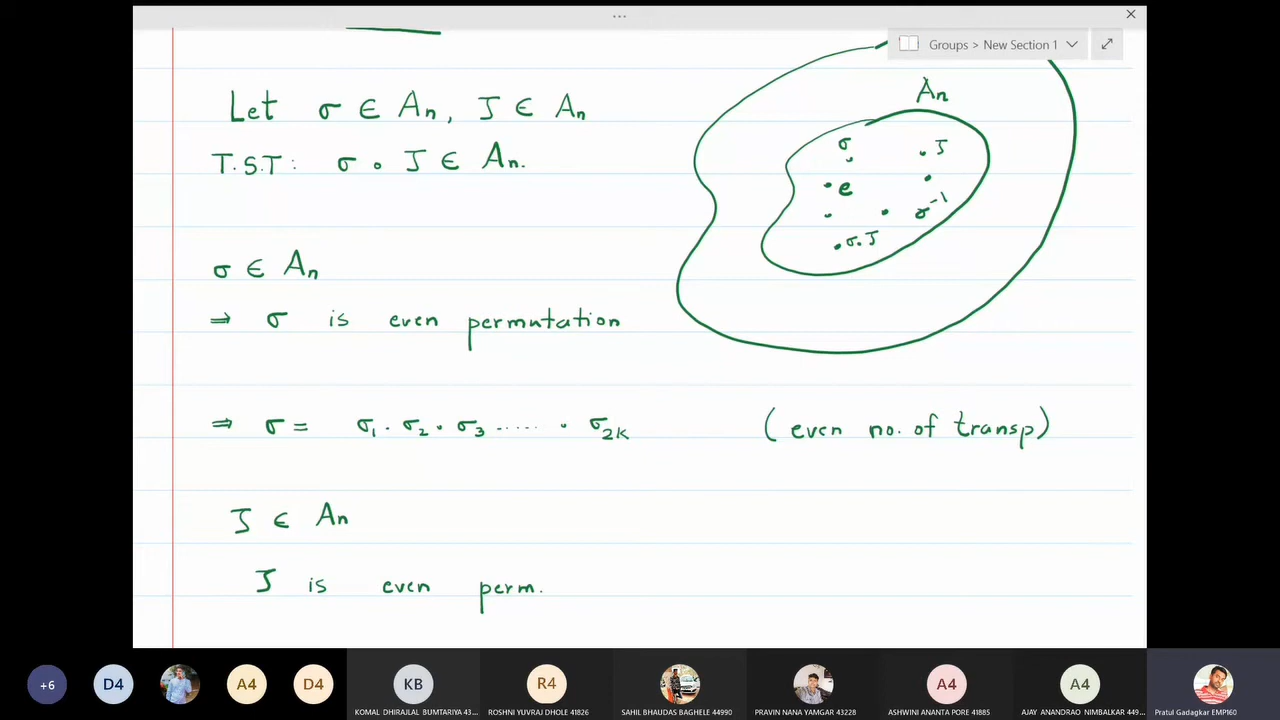 Groups > New Section 1
An
Let σ ∈ An, J ∈ An
T.S.T: σ ∘ J ∈ An.
σ
J
e
σ⁻¹
σ.J
σ ∈ An
⇒ σ is even permutation
⇒ σ = σ₁ . σ₂ . σ₃ ...... . σ₂ₖ (even no. of transp)
J ∈ An
J is even perm.
+6
D4
A4
D4
KB
R4
A4
A4
KOMAL DHIRAJLAL BUMTARIYA 43...
ROSHNI YUVRAJ DHOLE 41826
SAHIL BHAUDAS BAGHELE 44990
PRAVIN NANA YAMGAR 43228
ASHWINI ANANTA PORE 41885
AJAY ANANDRAO NIMBALKAR 449...
Pratul Gadagkar EMP160